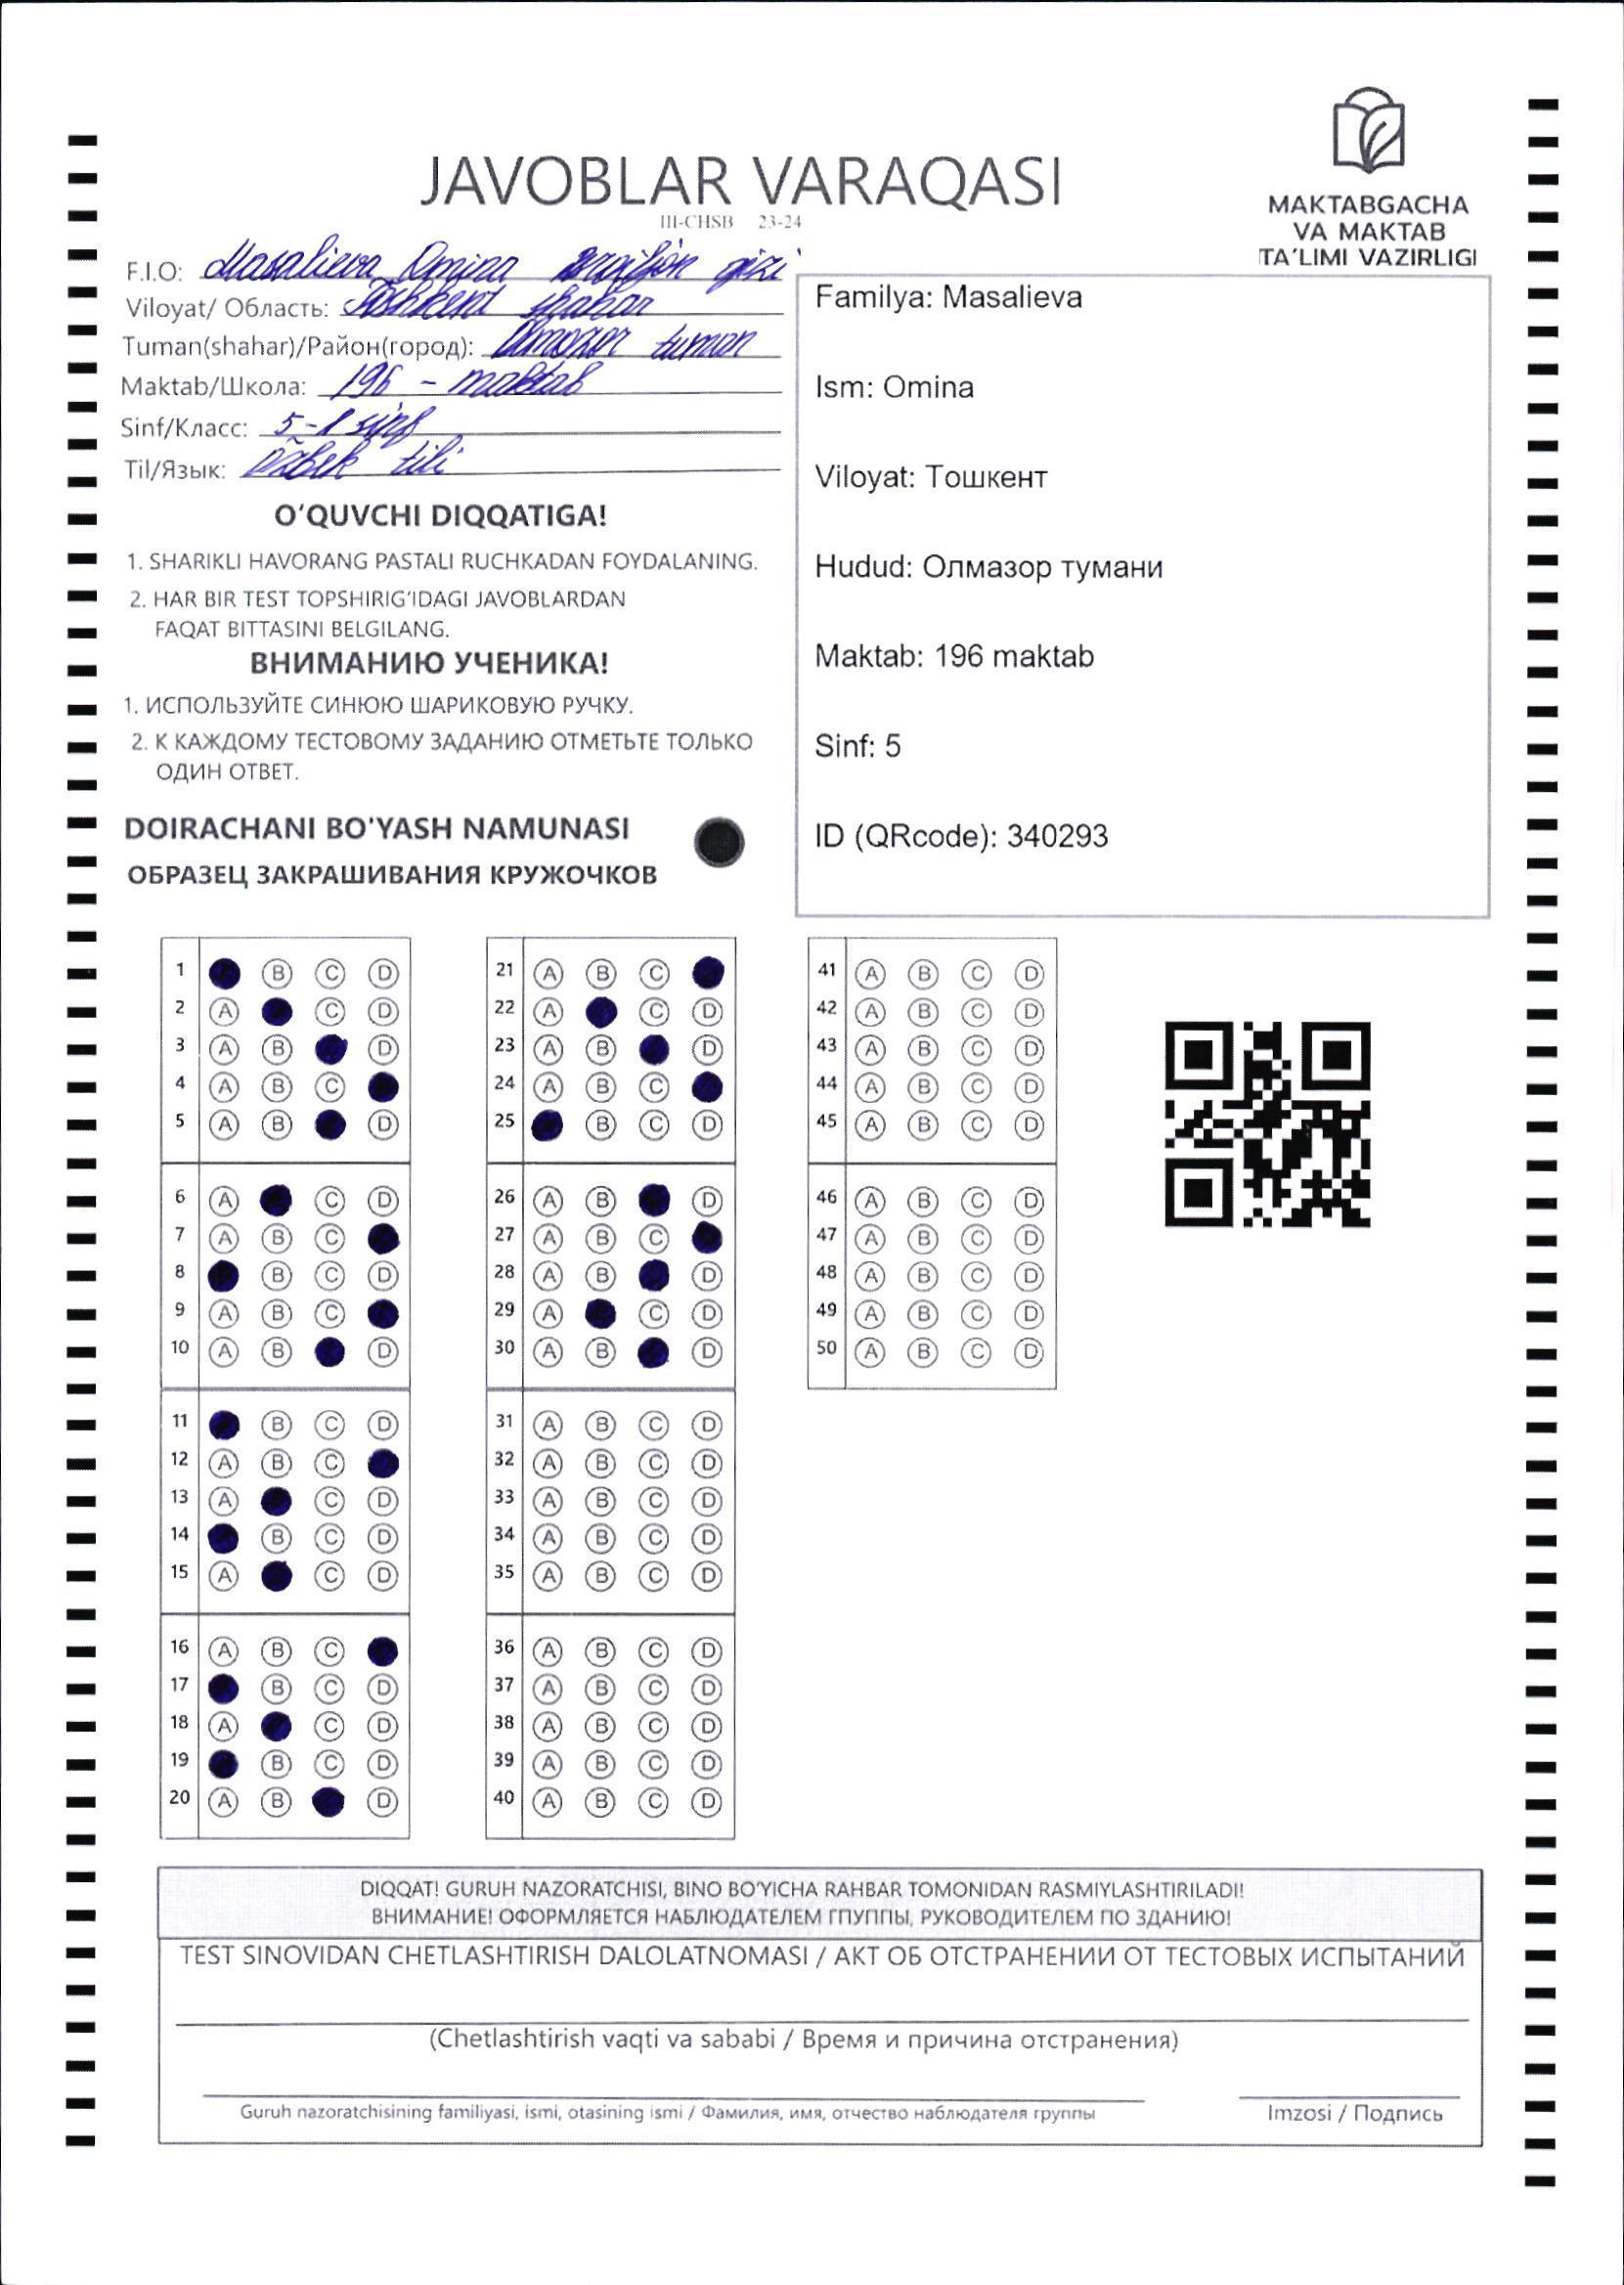 JAVOBLAR VARAQASI
III-CHSB 23-24
MAKTABGACHA
VA MAKTAB
TA'LIMI VAZIRLIGI
F.I.O: Masalieva Omina qizi
Viloyat/ Область: Toshkent shahar
Tuman(shahar)/Район(город): Olmazor tuman
Maktab/Школа: 196 - maktab
Sinf/Класс: 5-1 sinf
Til/Язык: O'zbek tili
O'QUVCHI DIQQATIGA!
1. SHARIKLI HAVORANG PASTALI RUCHKADAN FOYDALANING.
2. HAR BIR TEST TOPSHIRIG'IDAGI JAVOBLARDAN
FAQAT BITTASINI BELGILANG.
ВНИМАНИЮ УЧЕНИКА!
1. ИСПОЛЬЗУЙТЕ СИНЮЮ ШАРИКОВУЮ РУЧКУ.
2. К КАЖДОМУ ТЕСТОВОМУ ЗАДАНИЮ ОТМЕТЬТЕ ТОЛЬКО
ОДИН ОТВЕТ.
DOIRACHANI BO'YASH NAMUNASI
ОБРАЗЕЦ ЗАКРАШИВАНИЯ КРУЖОЧКОВ
Familya: Masalieva
Ism: Omina
Viloyat: Тошкент
Hudud: Олмазор тумани
Maktab: 196 maktab
Sinf: 5
ID (QRcode): 340293
1 B C D
2 A C D
3 A B D
4 A B C
5 A B D
6 A C D
7 A B C
8 B C D
9 A B C
10 A B D
11 B C D
12 A B C
13 A C D
14 B C D
15 A C D
16 A B C
17 B C D
18 A C D
19 B C D
20 A B D
21 A B C
22 A C D
23 A B D
24 A B C
25 B C D
26 A B D
27 A B C
28 A B D
29 A C D
30 A B D
31 A B C D
32 A B C D
33 A B C D
34 A B C D
35 A B C D
36 A B C D
37 A B C D
38 A B C D
39 A B C D
40 A B C D
41 A B C D
42 A B C D
43 A B C D
44 A B C D
45 A B C D
46 A B C D
47 A B C D
48 A B C D
49 A B C D
50 A B C D
DIQQAT! GURUH NAZORATCHISI, BINO BO'YICHA RAHBAR TOMONIDAN RASMIYLASHTIRILADI!
ВНИМАНИЕ! ОФОРМЛЯЕТСЯ НАБЛЮДАТЕЛЕМ ГПУППЫ, РУКОВОДИТЕЛЕМ ПО ЗДАНИЮ!
TEST SINOVIDAN CHETLASHTIRISH DALOLATNOMASI / АКТ ОБ ОТСТРАНЕНИИ ОТ ТЕСТОВЫХ ИСПЫТАНИЙ
(Chetlashtirish vaqti va sababi / Время и причина отстранения)
Guruh nazoratchisining familiyasi, ismi, otasining ismi / Фамилия, имя, отчество наблюдателя группы
Imzosi / Подпись